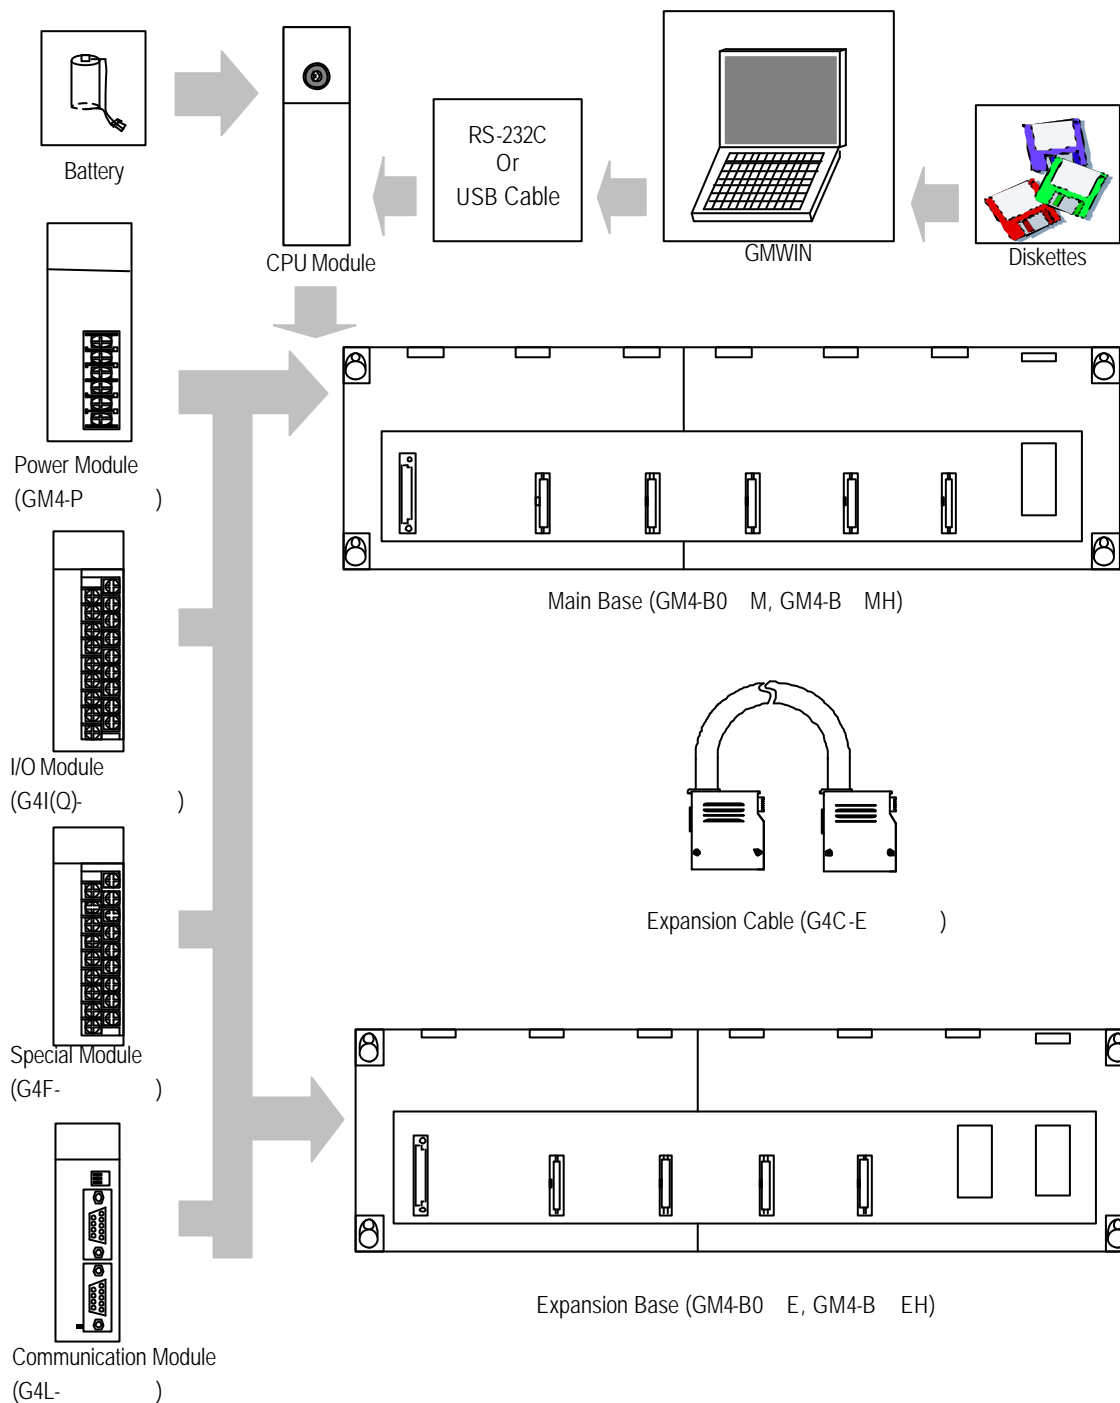 Battery
RS-232C
Or
USB Cable
CPU Module
GMWIN
Diskettes
Power Module
(GM4-P )
Main Base (GM4-B0 M, GM4-B MH)
I/O Module
(G4I(Q)- )
Expansion Cable (G4C-E )
Special Module
(G4F- )
Expansion Base (GM4-B0 E, GM4-B EH)
Communication Module
(G4L- )